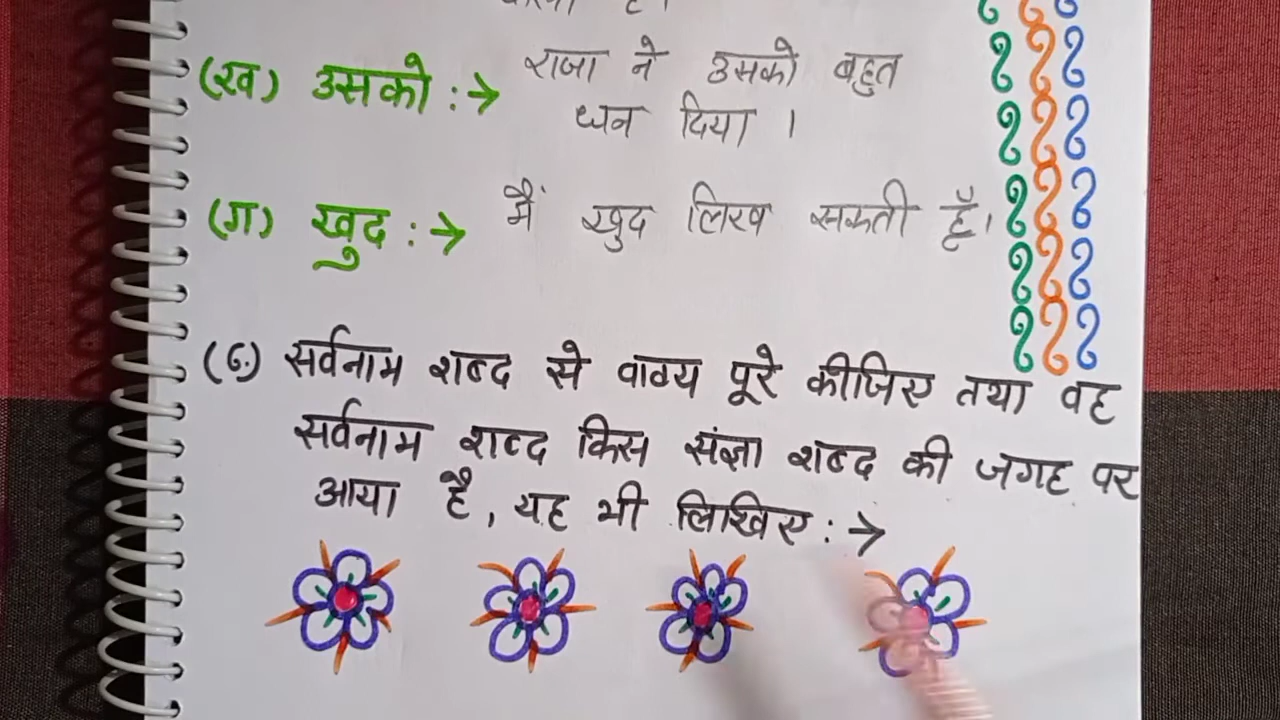 है।
(ख) उसको :→ राजा ने उसको बहुत
धन दिया ।
(ग) खुद :→ मैं खुद लिख सकती हूँ।
(6) सर्वनाम शब्द से वाक्य पूरे कीजिए तथा वह
सर्वनाम शब्द किस संज्ञा शब्द की जगह पर
आया है, यह भी लिखिए :→